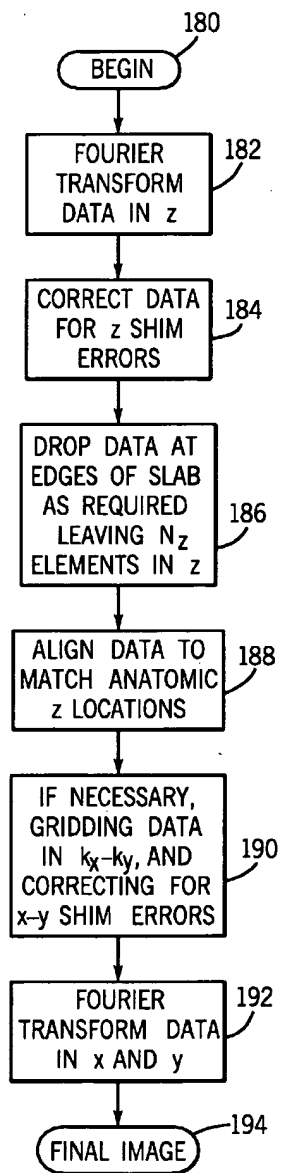 180
BEGIN
182
FOURIER
TRANSFORM
DATA IN z
184
CORRECT DATA
FOR z SHIM
ERRORS
DROP DATA AT
EDGES OF SLAB
AS REQUIRED
LEAVING Nz
ELEMENTS IN z
186
ALIGN DATA TO
MATCH ANATOMIC
z LOCATIONS
188
IF NECESSARY,
GRIDDING DATA
IN kx-ky, AND
CORRECTING FOR
x-y SHIM ERRORS
190
FOURIER
TRANSFORM DATA
IN x AND y
192
FINAL IMAGE
194